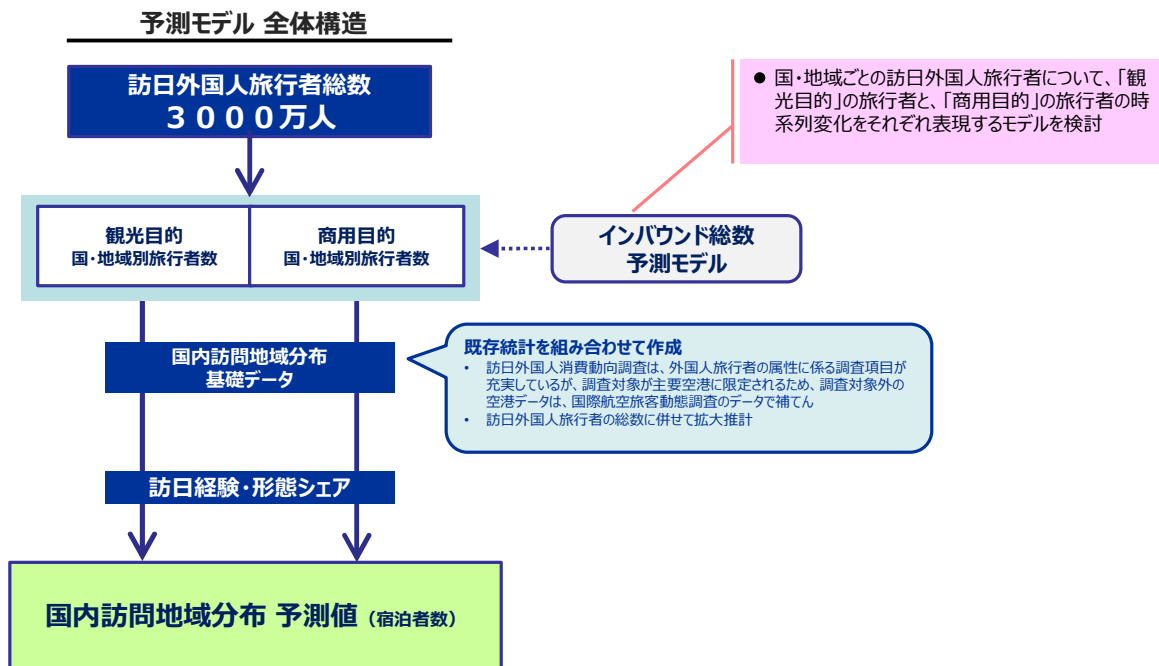 予測モデル 全体構造
訪日外国人旅行者総数
３０００万人
● 国・地域ごとの訪日外国人旅行者について、「観
光目的」の旅行者と、「商用目的」の旅行者の時
系列変化をそれぞれ表現するモデルを検討
観光目的
国・地域別旅行者数
商用目的
国・地域別旅行者数
インバウンド総数
予測モデル
国内訪問地域分布
基礎データ
既存統計を組み合わせて作成
• 訪日外国人消費動向調査は、外国人旅行者の属性に係る調査項目が
充実しているが、調査対象が主要空港に限定されるため、調査対象外の
空港データは、国際航空旅客動態調査のデータで補てん
• 訪日外国人旅行者の総数に併せて拡大推計
訪日経験・形態シェア
国内訪問地域分布 予測値（宿泊者数）